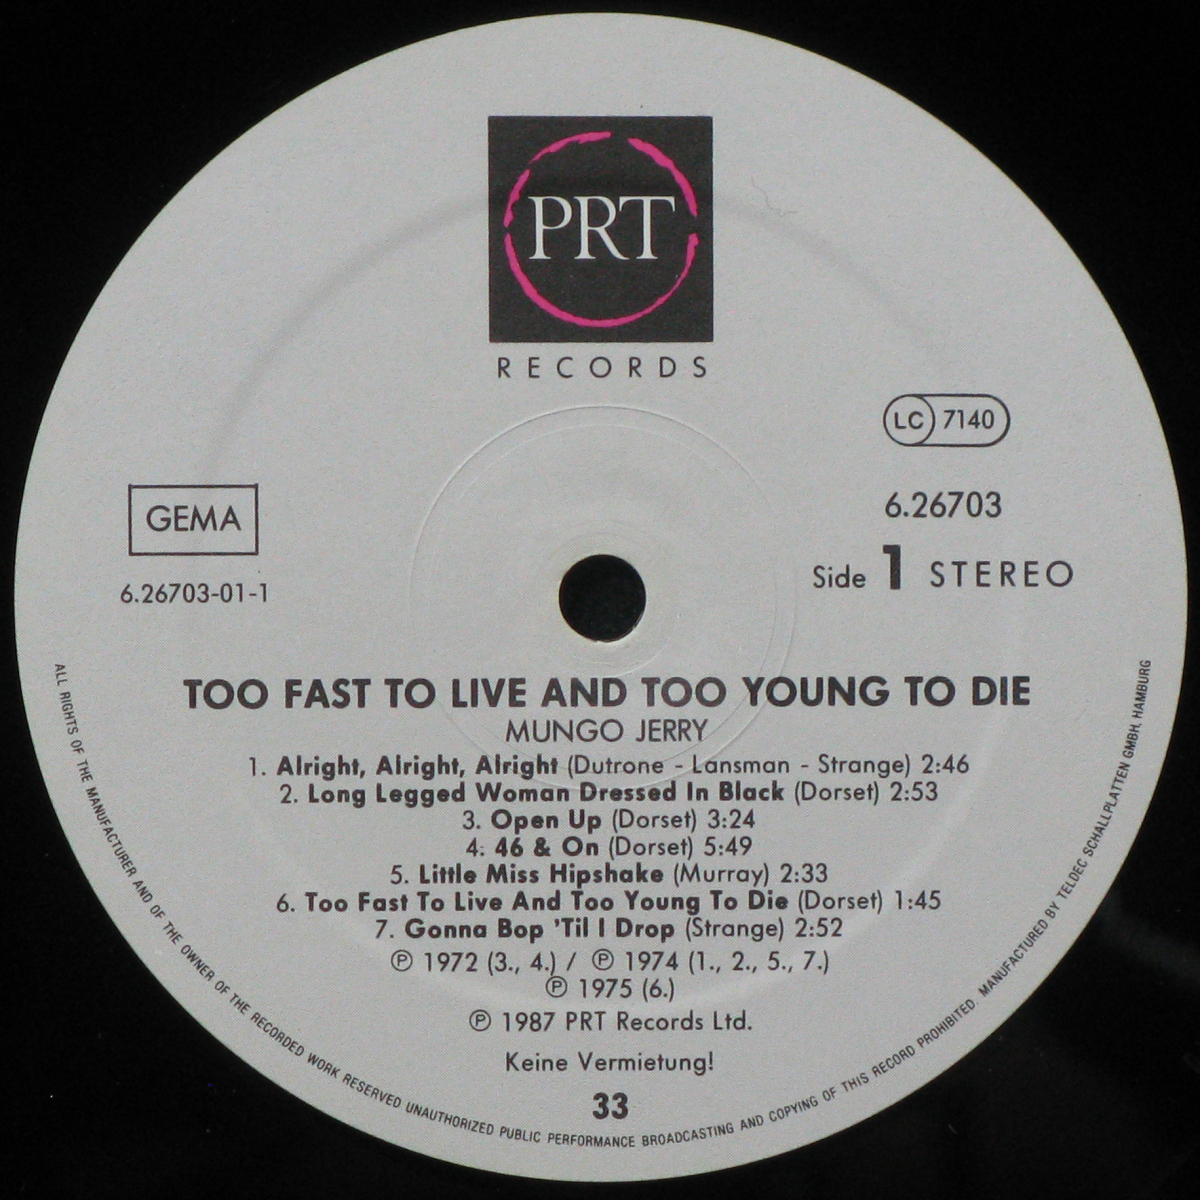 PRT
RECORDS
LC 7140
GEMA
6.26703
6.26703-01-1
Side 1 STEREO
TOO FAST TO LIVE AND TOO YOUNG TO DIE
MUNGO JERRY
1. Alright, Alright, Alright (Dutrone - Lansman - Strange) 2:46
2. Long Legged Woman Dressed In Black (Dorset) 2:53
3. Open Up (Dorset) 3:24
4. 46 & On (Dorset) 5:49
5. Little Miss Hipshake (Murray) 2:33
6. Too Fast To Live And Too Young To Die (Dorset) 1:45
7. Gonna Bop 'Til I Drop (Strange) 2:52
℗ 1972 (3., 4.) / ℗ 1974 (1., 2., 5., 7.)
℗ 1975 (6.)
℗ 1987 PRT Records Ltd.
Keine Vermietung!
33
ALL RIGHTS OF THE MANUFACTURER AND OF THE OWNER OF THE RECORDED WORK RESERVED UNAUTHORIZED PUBLIC PERFORMANCE BROADCASTING AND COPYING OF THIS RECORD PROHIBITED. MANUFACTURED BY TELDEC SCHALLPLATTEN GMBH, HAMBURG